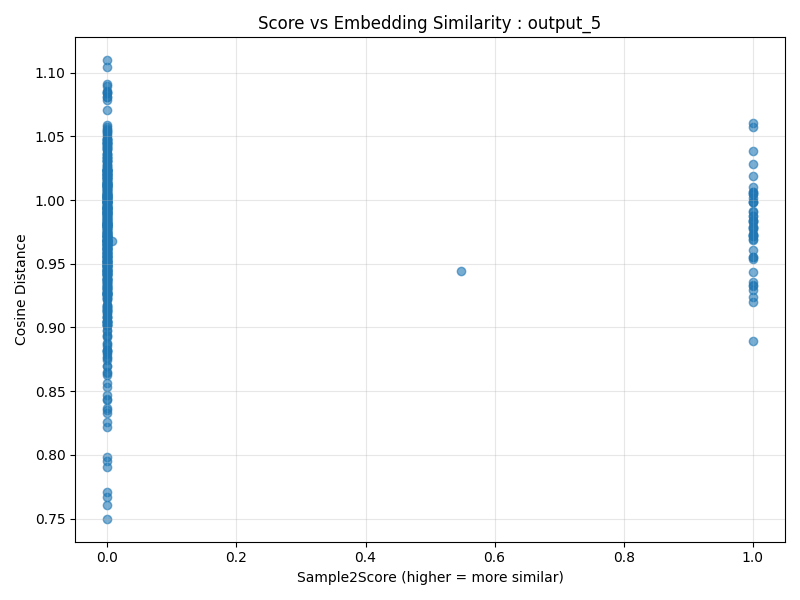 Score vs Embedding Similarity : output_5
1.10
1.05
1.00
0.95
0.90
0.85
0.80
0.75
Cosine Distance
0.0 0.2 0.4 0.6 0.8 1.0
Sample2Score (higher = more similar)